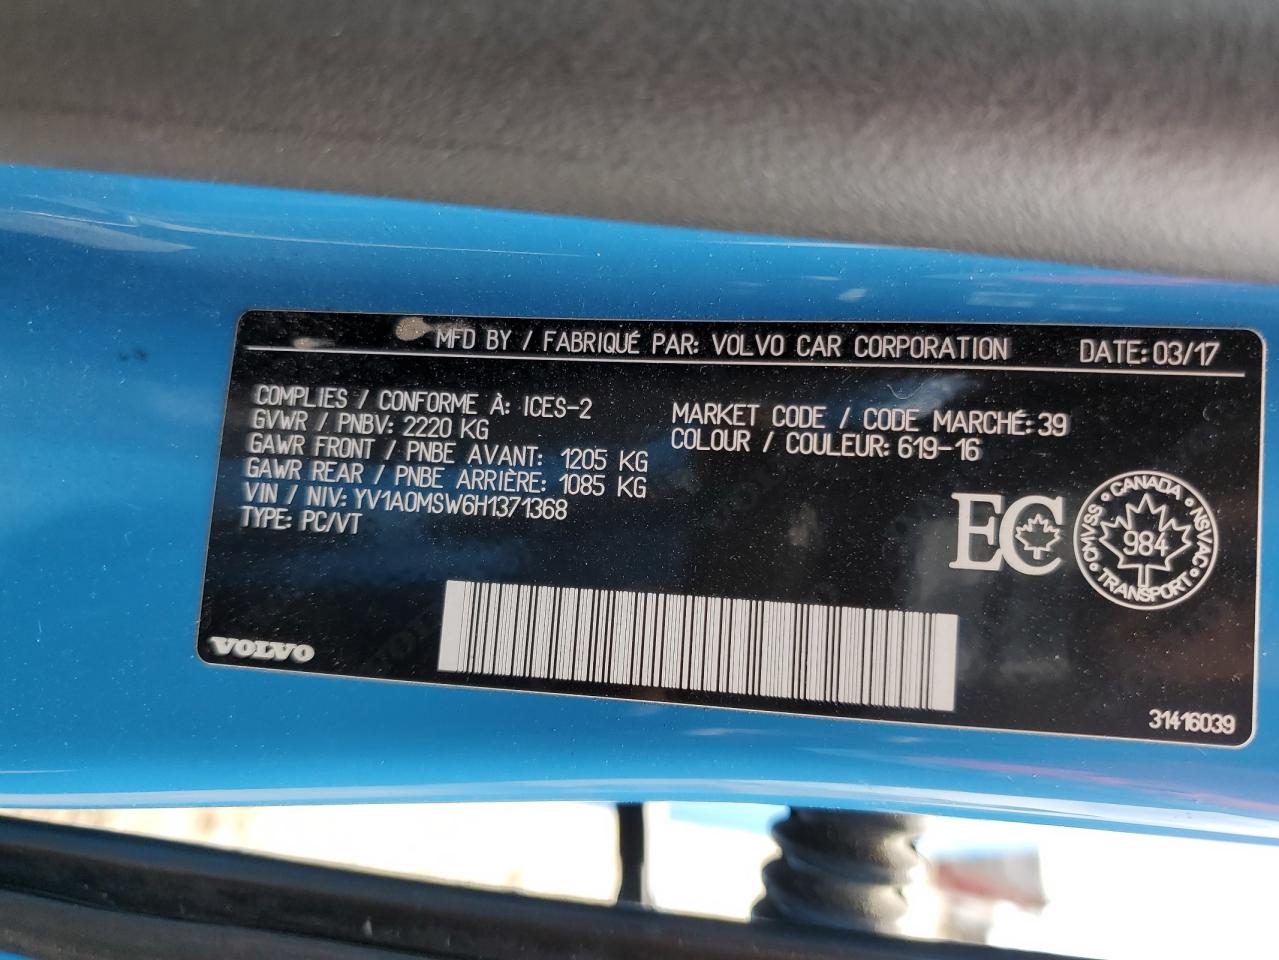 MFD BY / FABRIQUÉ PAR: VOLVO CAR CORPORATION DATE: 03/17
COMPLIES / CONFORME À: ICES-2
GVWR / PNBV: 2220 KG
GAWR FRONT / PNBE AVANT: 1205 KG
GAWR REAR / PNBE ARRIÈRE: 1085 KG
VIN / NIV: YV1A0MSW6H1371368
TYPE: PC/VT
MARKET CODE / CODE MARCHÉ: 39
COLOUR / COULEUR: 619-16
EC
CANADA
CMVSS 984 NSVAC
TRANSPORT
VOLVO
31416039